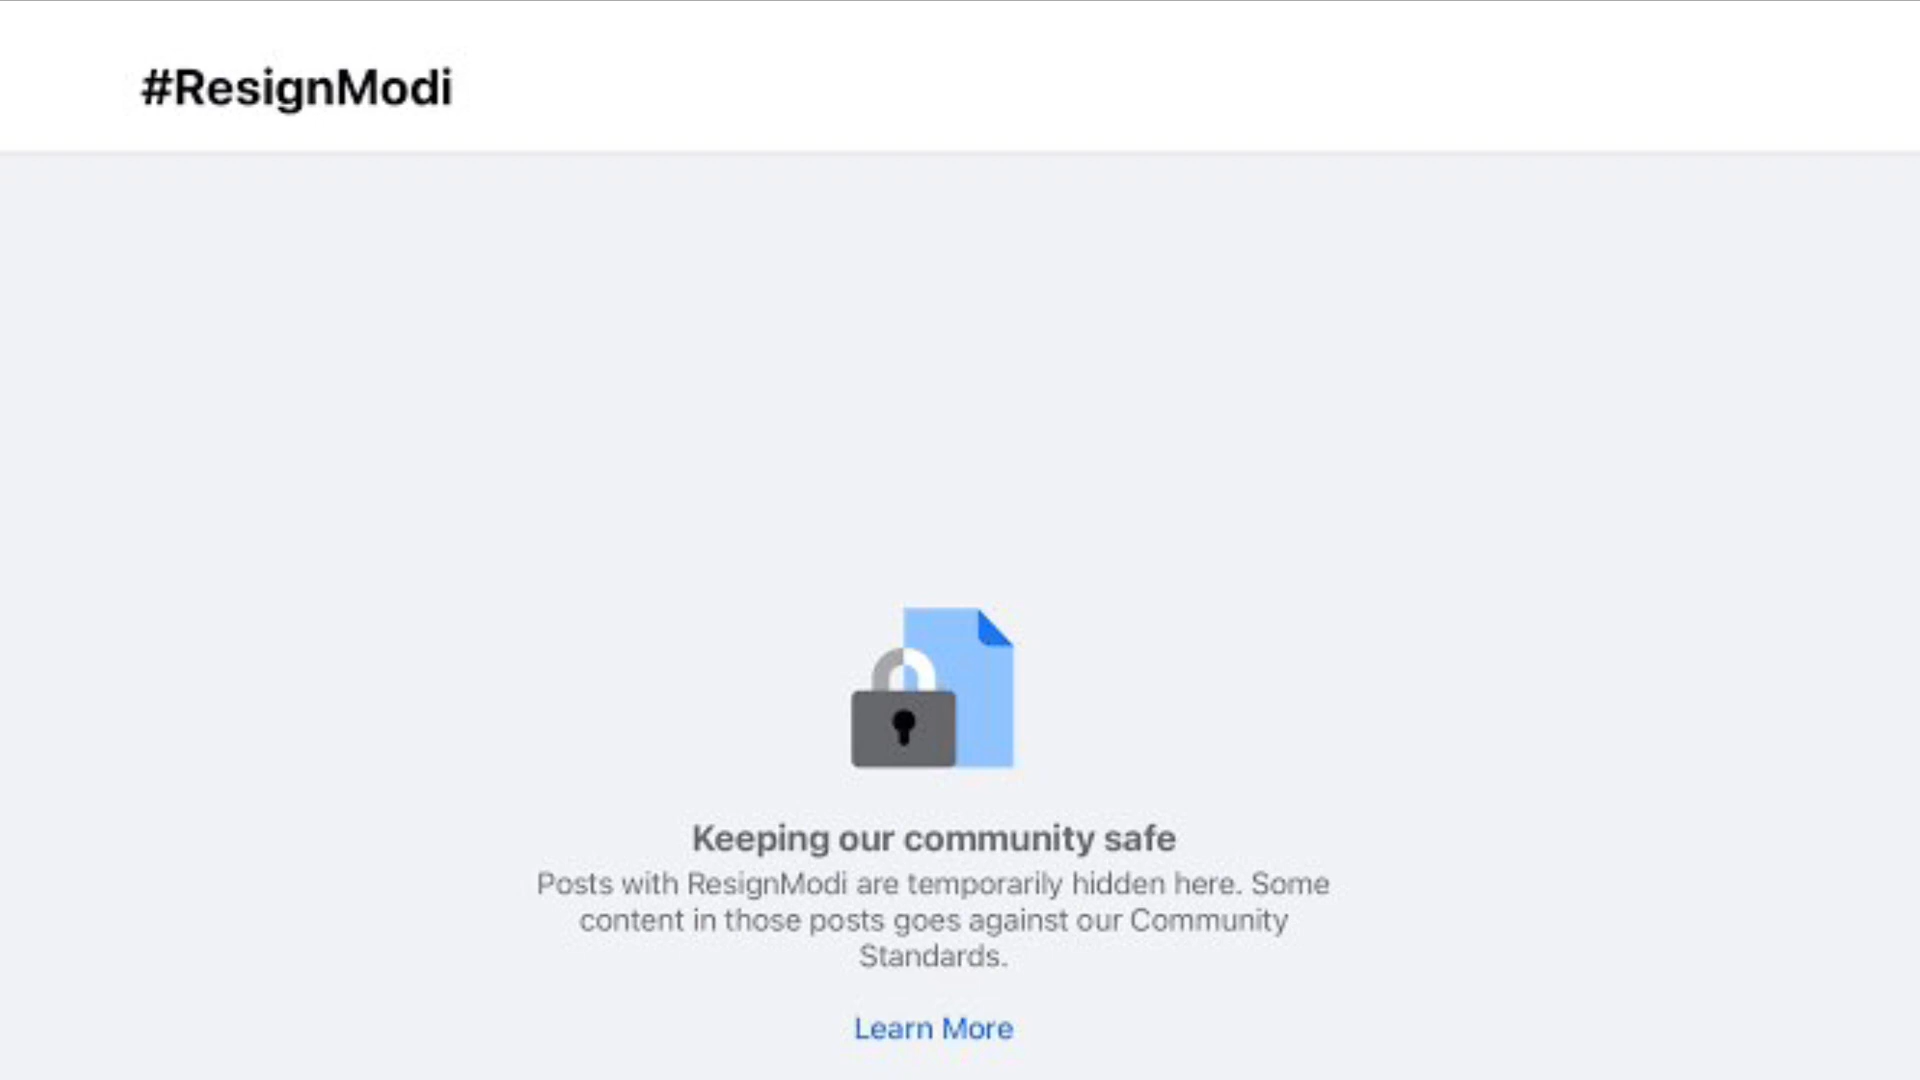 #ResignModi
Keeping our community safe
Posts with ResignModi are temporarily hidden here. Some
content in those posts goes against our Community
Standards.
Learn More